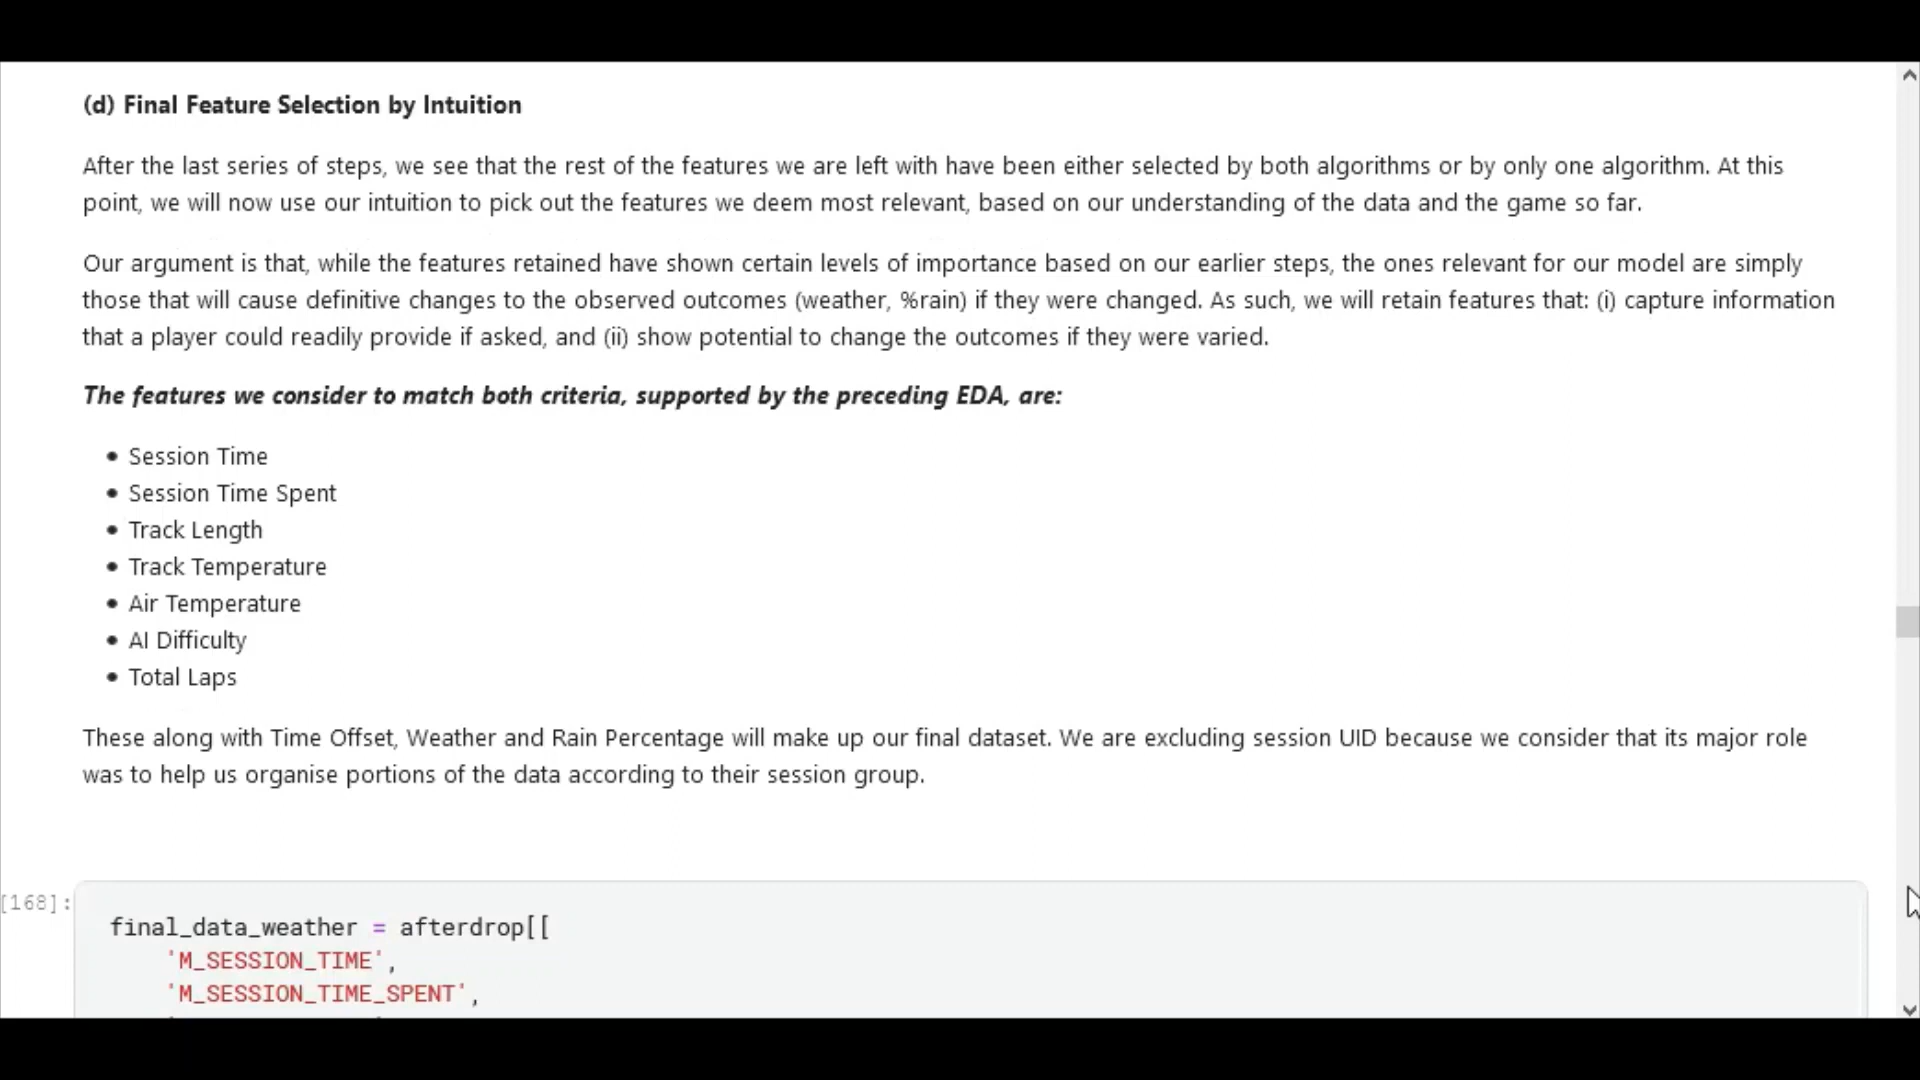 (d) Final Feature Selection by Intuition
After the last series of steps, we see that the rest of the features we are left with have been either selected by both algorithms or by only one algorithm. At this
point, we will now use our intuition to pick out the features we deem most relevant, based on our understanding of the data and the game so far.
Our argument is that, while the features retained have shown certain levels of importance based on our earlier steps, the ones relevant for our model are simply
those that will cause definitive changes to the observed outcomes (weather, %rain) if they were changed. As such, we will retain features that: (i) capture information
that a player could readily provide if asked, and (ii) show potential to change the outcomes if they were varied.
The features we consider to match both criteria, supported by the preceding EDA, are:
• Session Time
• Session Time Spent
• Track Length
• Track Temperature
• Air Temperature
• AI Difficulty
• Total Laps
These along with Time Offset, Weather and Rain Percentage will make up our final dataset. We are excluding session UID because we consider that its major role
was to help us organise portions of the data according to their session group.
[168]:
final_data_weather = afterdrop[[
'M_SESSION_TIME',
'M_SESSION_TIME_SPENT',